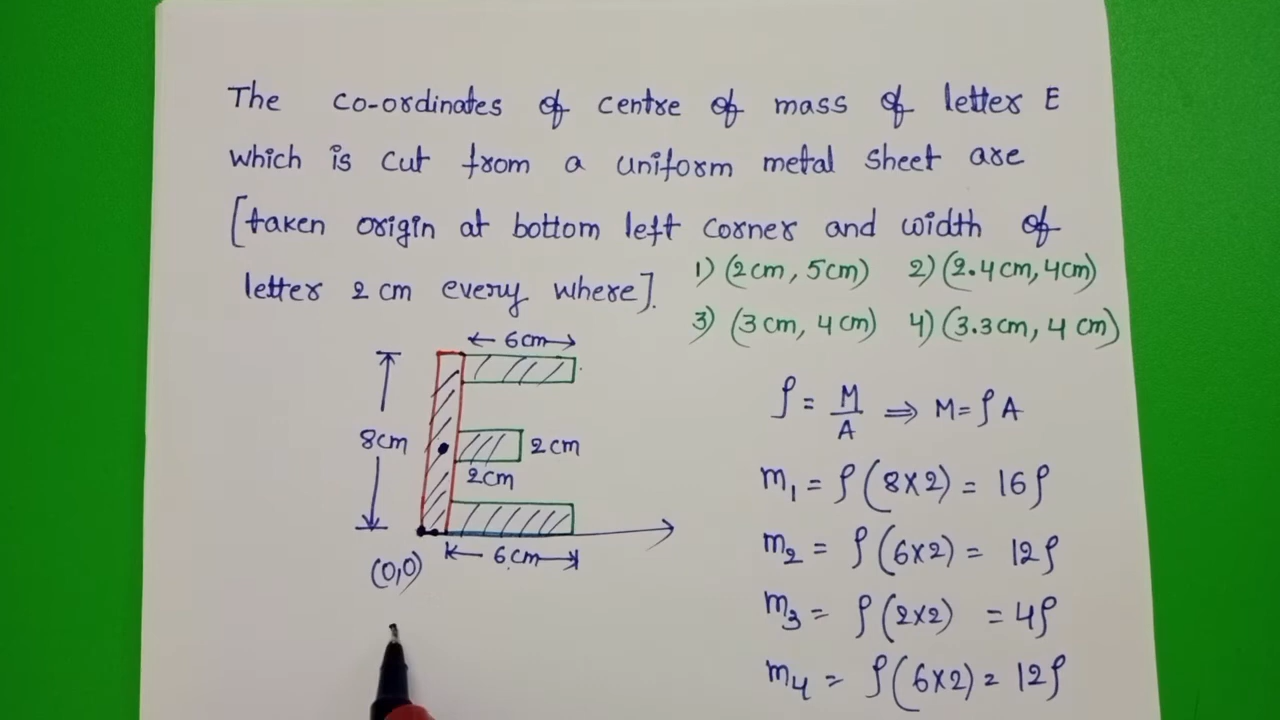 The co-ordinates of centre of mass of letter E
which is cut from a uniform metal sheet are
[taken origin at bottom left corner and width of
letter 2 cm every where].
1) (2cm, 5cm) 2) (2.4cm, 4cm)
3) (3cm, 4cm) 4) (3.3cm, 4cm)
← 6cm →
8cm
2cm
2cm
← 6cm →
(0,0)
ρ = M/A ⇒ M = ρA
m₁ = ρ(8×2) = 16ρ
m₂ = ρ(6×2) = 12ρ
m₃ = ρ(2×2) = 4ρ
m₄ = ρ(6×2) = 12ρ